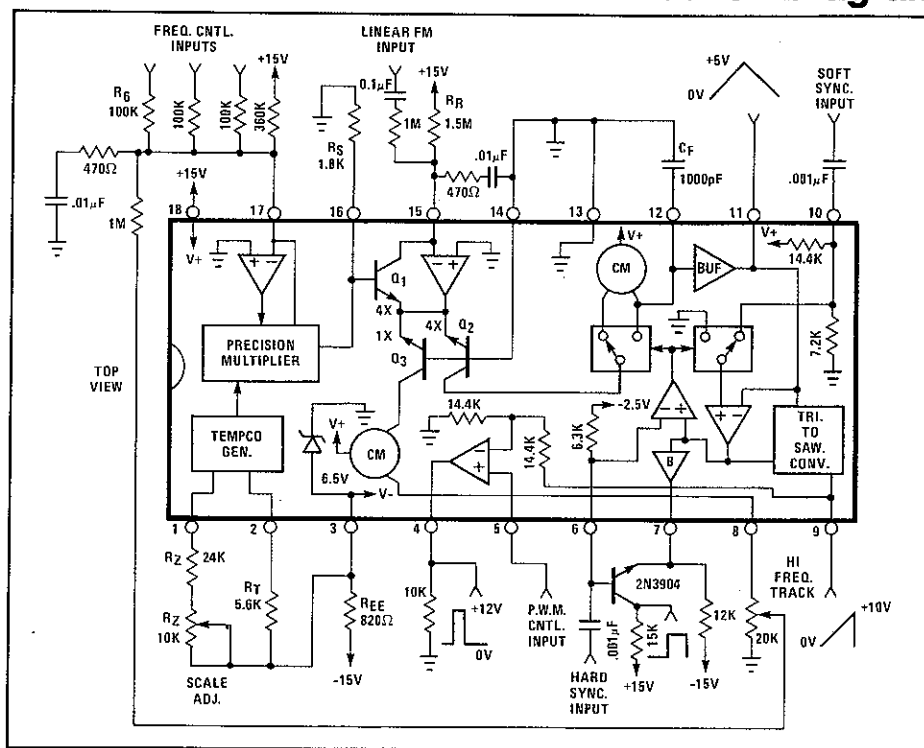 FREQ. CNTL.
INPUTS
LINEAR FM
INPUT
+15V
R6
100K
100K
100K
360K
0.1µF
1M
+15V
RR
1.5M
RS
1.8K
470Ω
.01µF
1M
+15V
470Ω
.01µF
CF
1000pF
+5V
0V
SOFT
SYNC.
INPUT
.001µF
18
17
16
15
14
13
12
11
10
V+
Q1
4X
1X
Q3
4X
Q2
V+
CM
BUF
V+
14.4K
7.2K
PRECISION
MULTIPLIER
TEMPCO
GEN.
TOP
VIEW
V+
CM
6.5V
V-
14.4K
14.4K
-2.5V
6.3K
B
TRI.
TO
SAW.
CONV.
1
2
3
4
5
6
7
8
9
RZ
24K
RZ
10K
RT
5.6K
REE
820Ω
-15V
SCALE
ADJ.
10K
+12V
0V
P.W.M.
CNTL
INPUT
.001µF
HARD
SYNC.
INPUT
2N3904
15K
+15V
12K
-15V
20K
HI
FREQ.
TRACK
+10V
0V